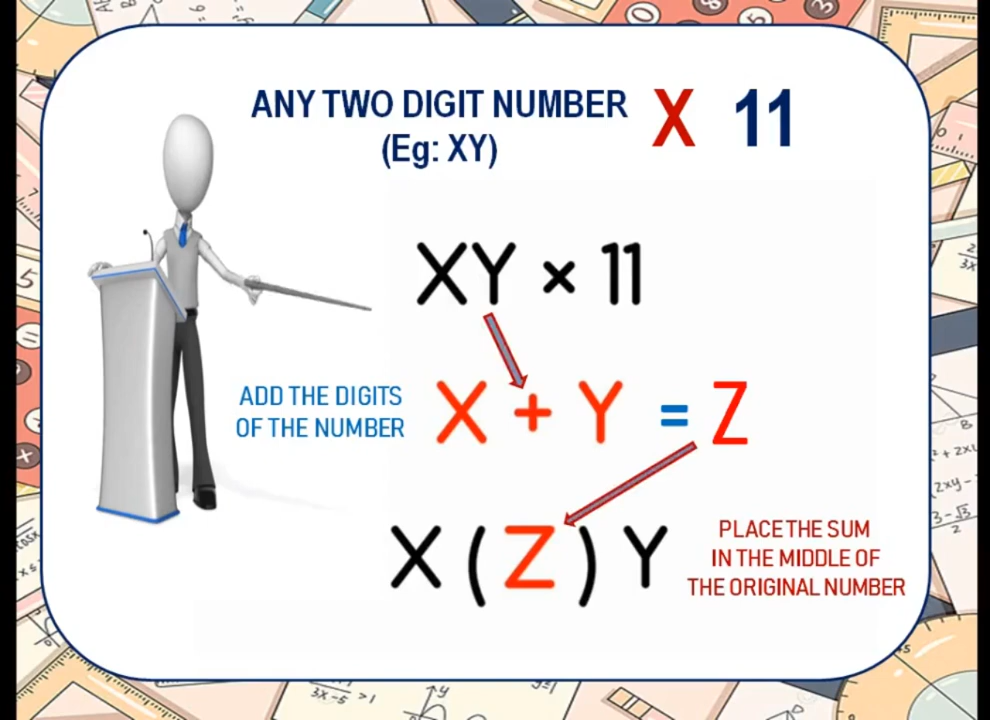 ANY TWO DIGIT NUMBER X 11
(Eg: XY)
XY × 11
ADD THE DIGITS
OF THE NUMBER
X + Y = Z
X ( Z ) Y
PLACE THE SUM
IN THE MIDDLE OF
THE ORIGINAL NUMBER